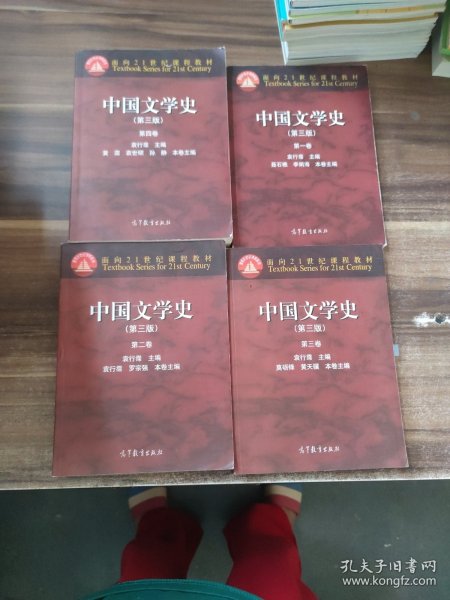 面向21世纪课程教材
Textbook Series for 21st Century
中国文学史
(第三版)
第四卷
袁行霈 主编
黄霖 袁世硕 孙静 本卷主编
高等教育出版社
面向21世纪课程教材
Textbook Series for 21st Century
中国文学史
(第三版)
第一卷
袁行霈 主编
聂石樵 李炳海 本卷主编
高等教育出版社
面向21世纪课程教材
Textbook Series for 21st Century
中国文学史
(第三版)
第二卷
袁行霈 主编
袁行霈 罗宗强 本卷主编
高等教育出版社
面向21世纪课程教材
Textbook Series for 21st Century
中国文学史
(第三版)
第三卷
袁行霈 主编
莫砺锋 黄天骥 本卷主编
高等教育出版社
孔夫子旧书网
www.kongfz.com